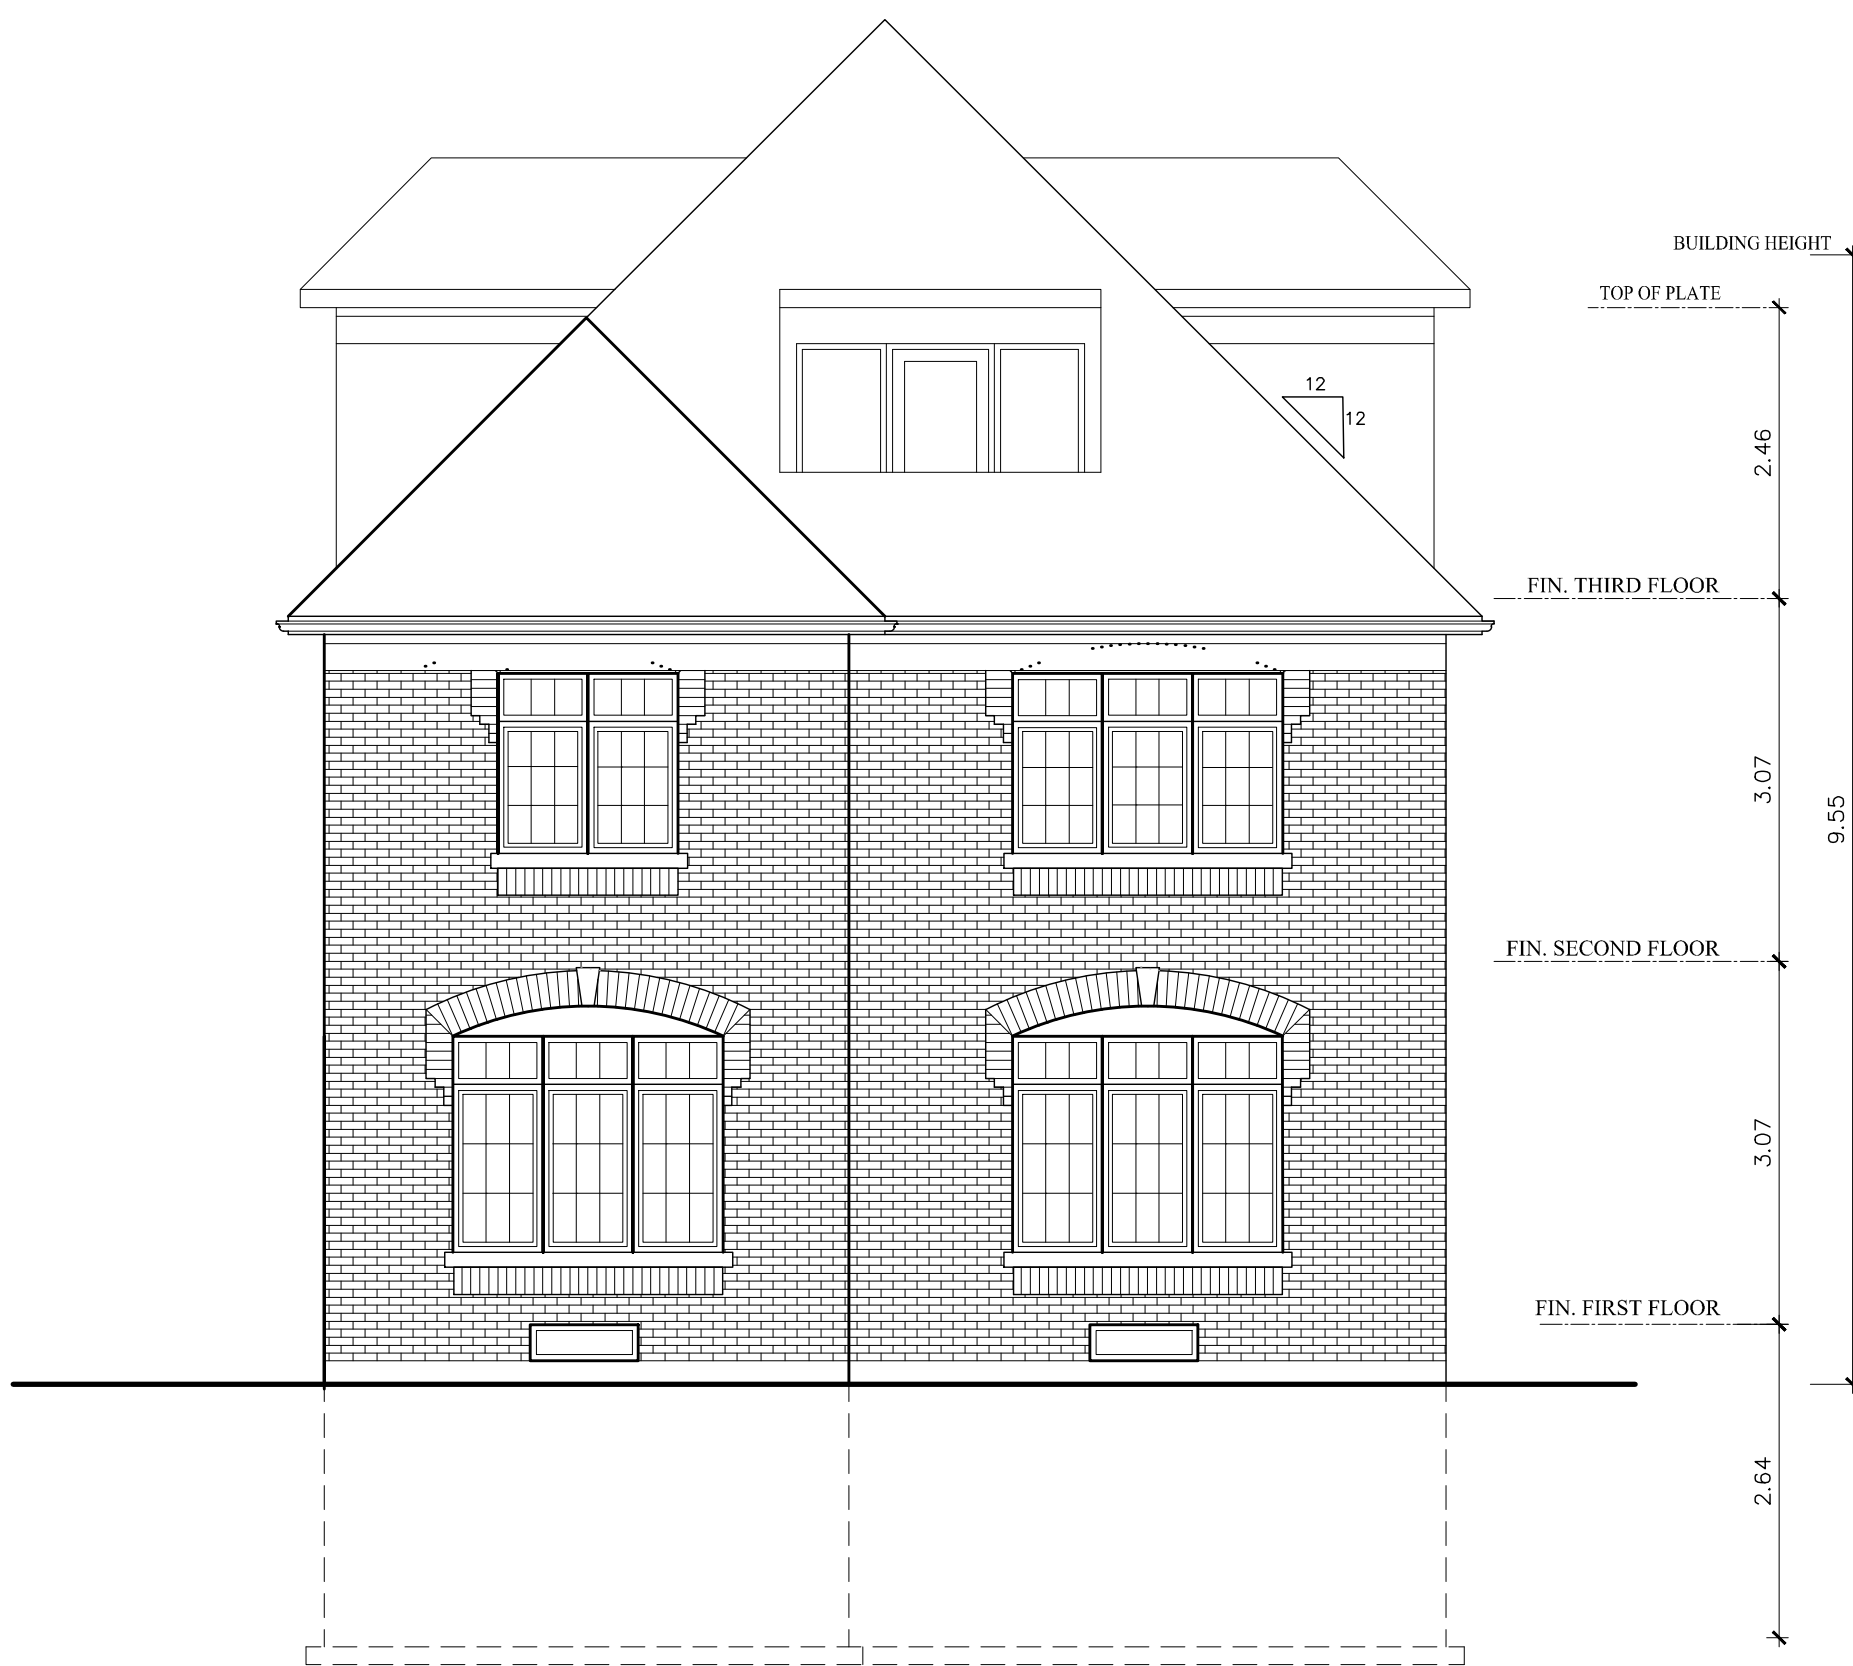 BUILDING HEIGHT
TOP OF PLATE
12
12
2.46
FIN. THIRD FLOOR
3.07
9.55
FIN. SECOND FLOOR
3.07
FIN. FIRST FLOOR
2.64